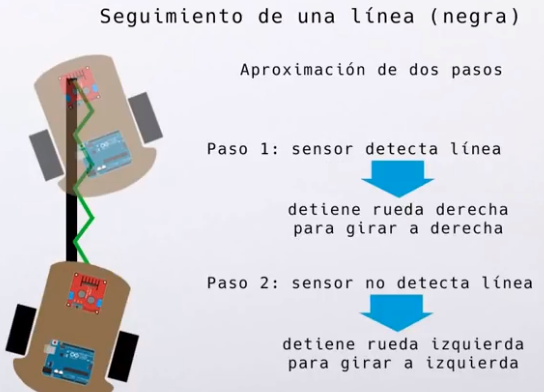 Seguimiento de una línea (negra)
Aproximación de dos pasos
Paso 1: sensor detecta línea
detiene rueda derecha
para girar a derecha
Paso 2: sensor no detecta línea
detiene rueda izquierda
para girar a izquierda